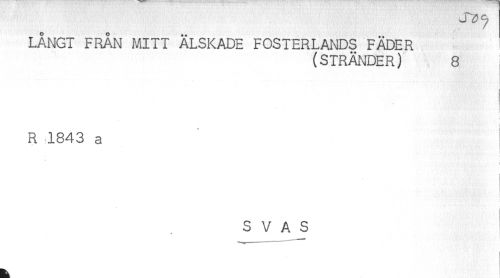 509
LÅNGT FRÅN MITT ÄLSKADE FOSTERLANDS FÄDER
(STRÄNDER) 8
R 1843 a
S V A S